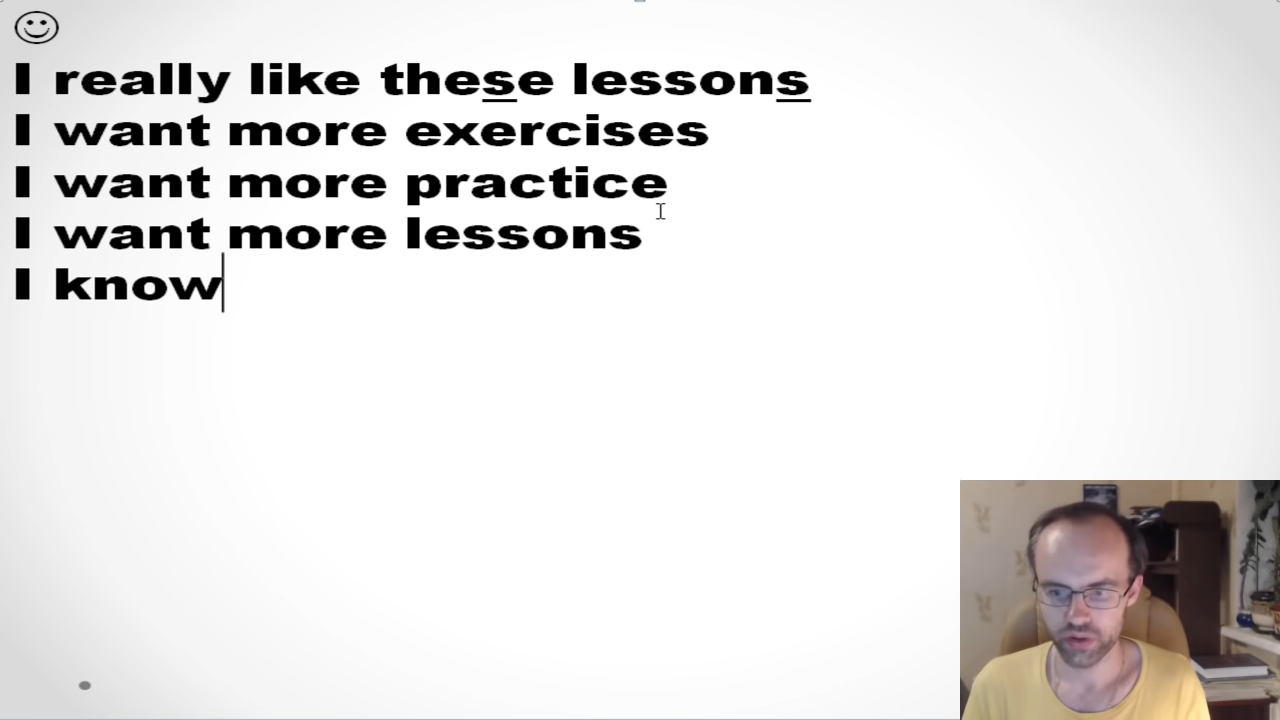 I really like these lessons
I want more exercises
I want more practice
I want more lessons
I know